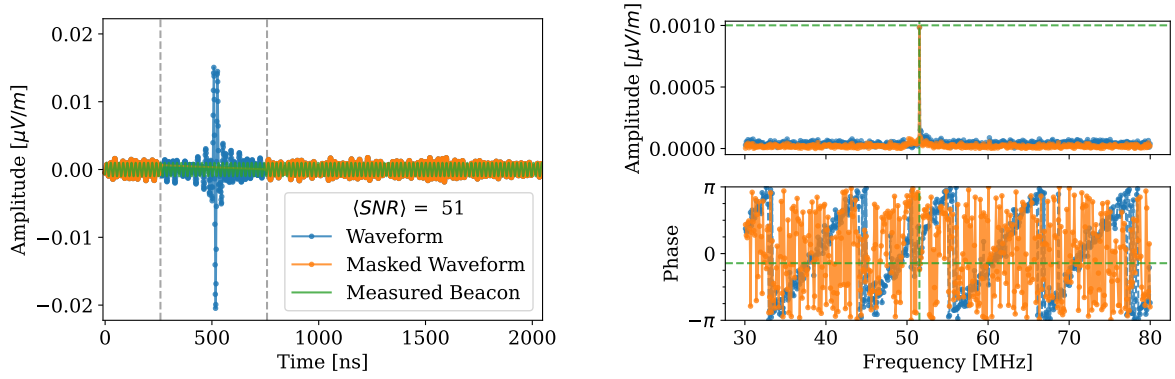 0.02
0.01
0.00
−0.01
−0.02
Amplitude [μV/m]
0
500
1000
1500
2000
Time [ns]
⟨SNR⟩ = 51
Waveform
Masked Waveform
Measured Beacon
0.0010
0.0005
0.0000
Amplitude [μV/m]
π
0
−π
Phase
30
40
50
60
70
80
Frequency [MHz]